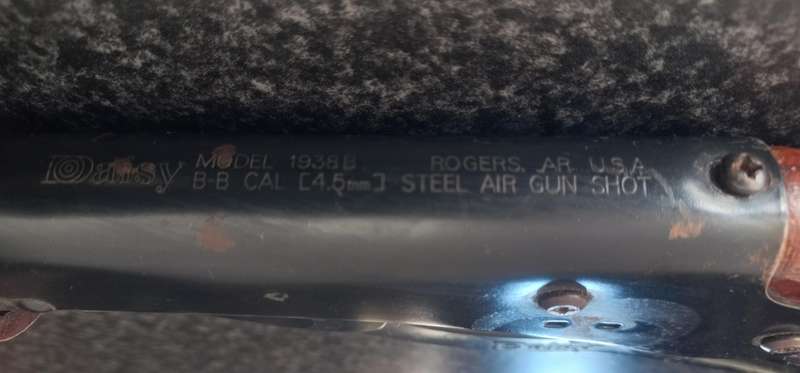 Daisy MODEL 1938B. ROGERS, AR. U.S.A.
B-B CAL [4.5mm] STEEL AIR GUN SHOT